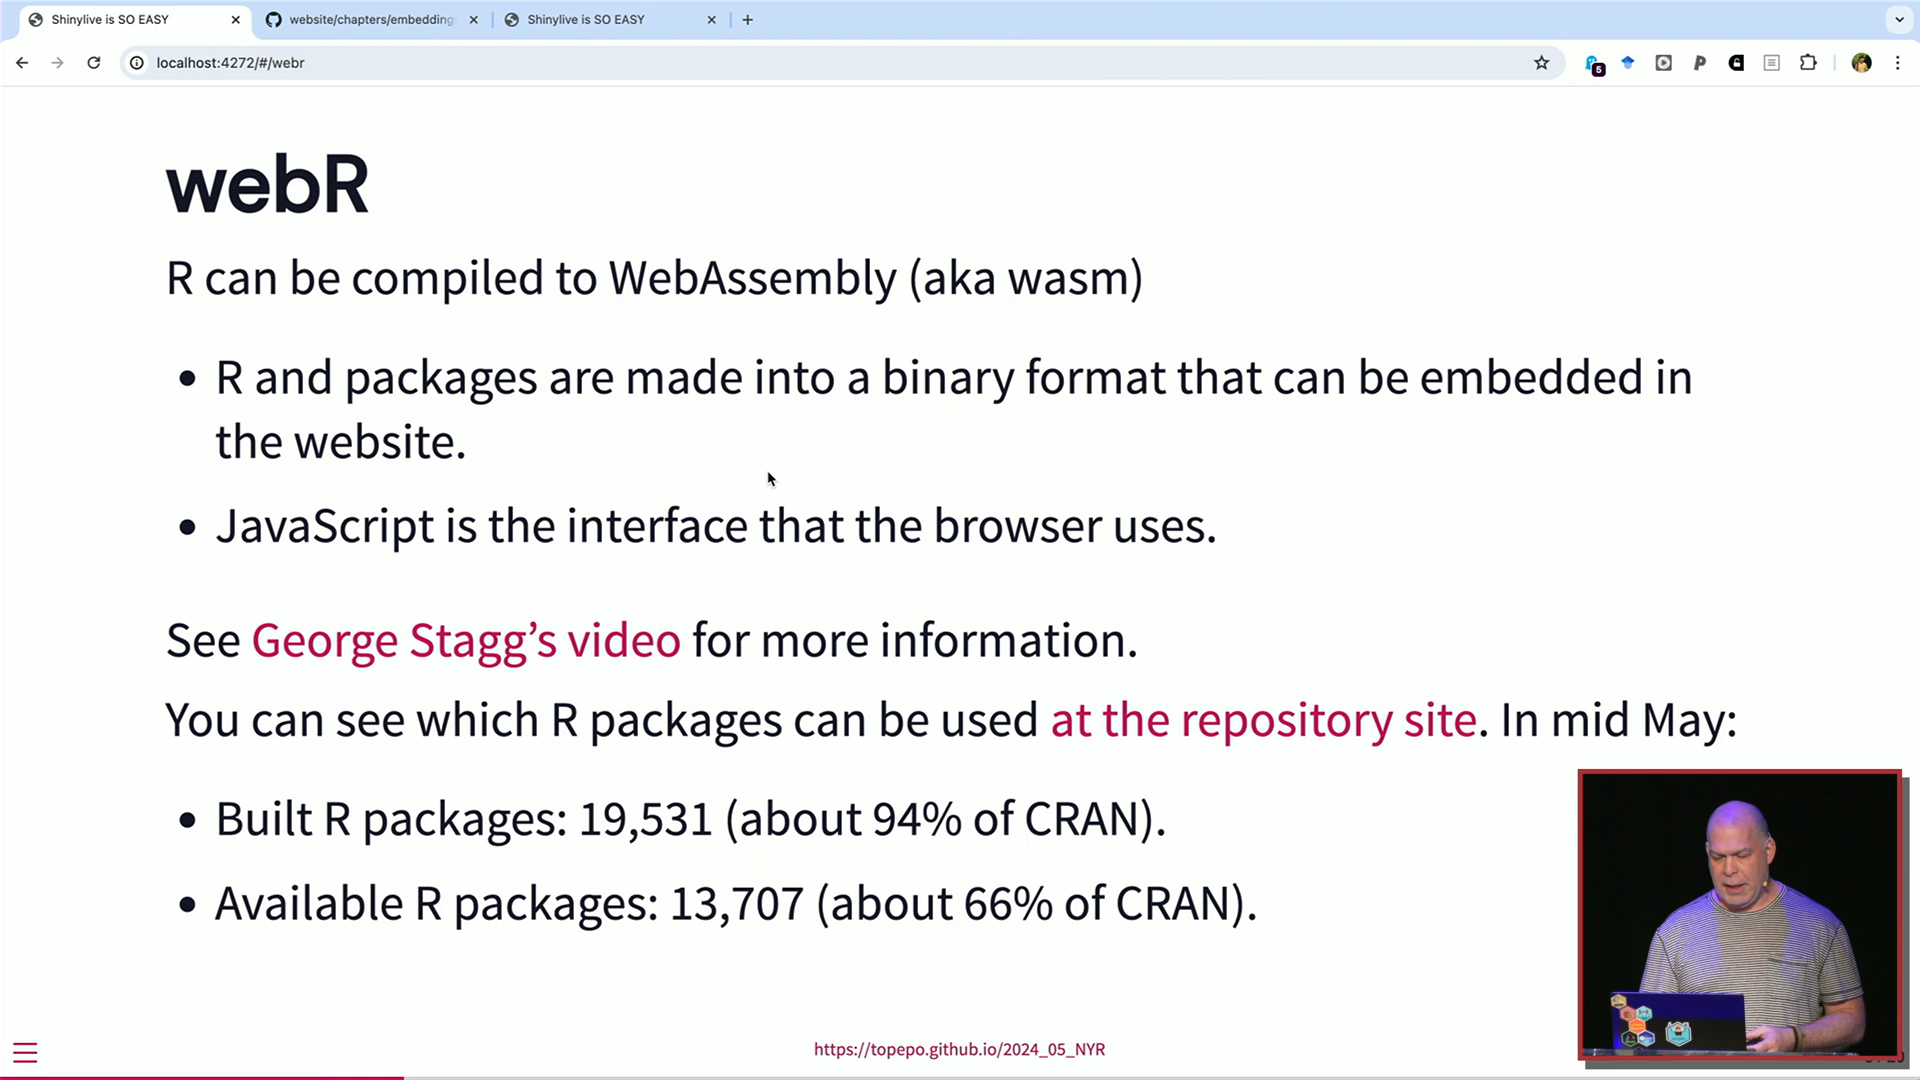 Shinylive is SO EASY
website/chapters/embedding
Shinylive is SO EASY
localhost:4272/#/webr
5
webR
R can be compiled to WebAssembly (aka wasm)
• R and packages are made into a binary format that can be embedded in
the website.
• JavaScript is the interface that the browser uses.
See George Stagg’s video for more information.
You can see which R packages can be used at the repository site. In mid May:
• Built R packages: 19,531 (about 94% of CRAN).
• Available R packages: 13,707 (about 66% of CRAN).
https://topepo.github.io/2024_05_NYR